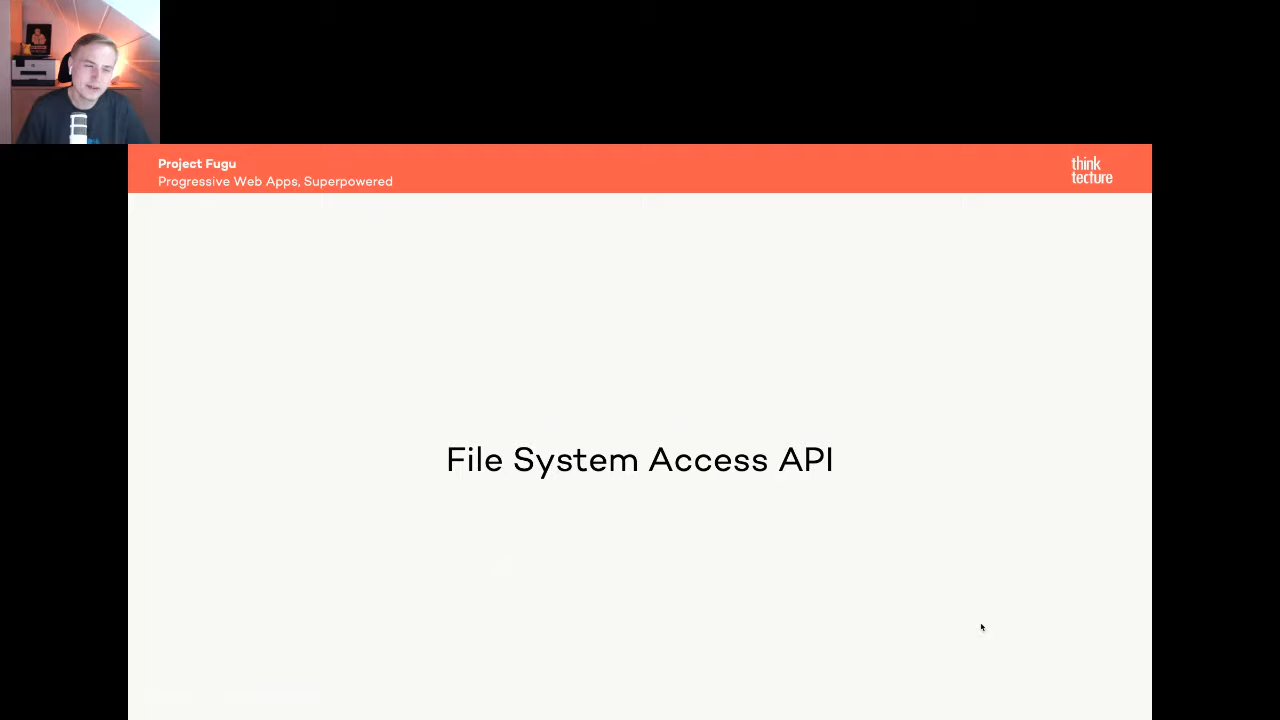 Project Fugu
Progressive Web Apps, Superpowered
think
tecture
File System Access API